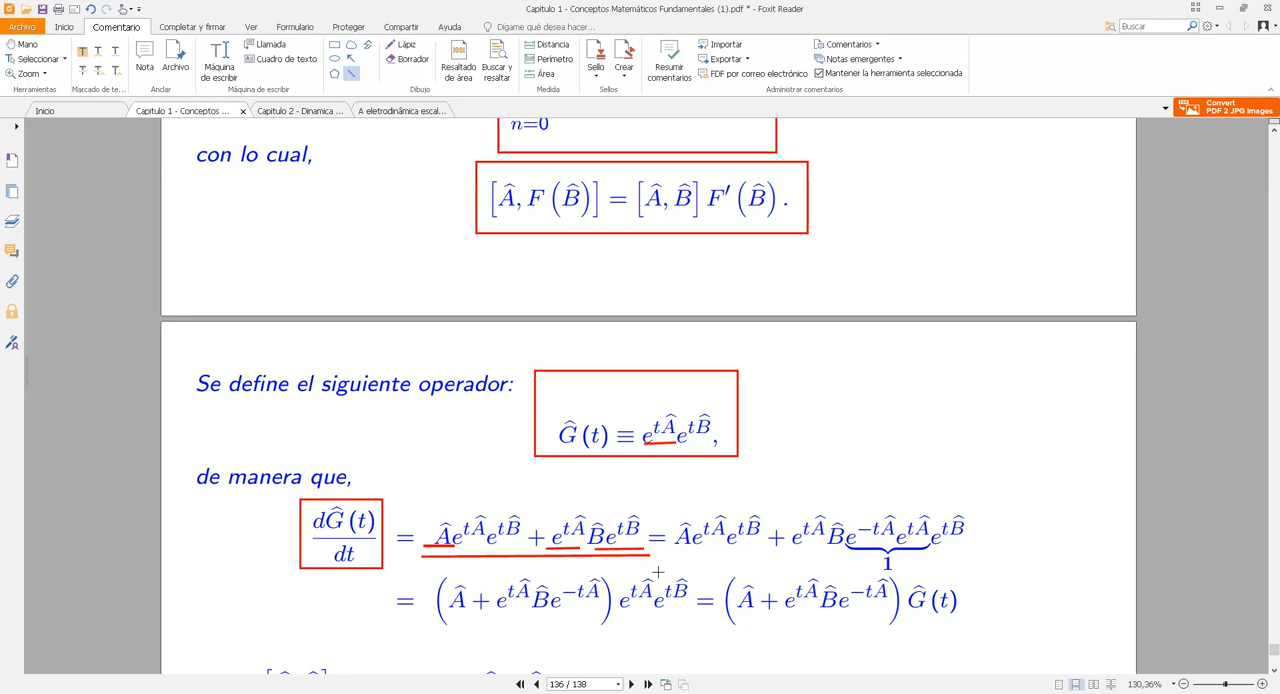 Capitulo 1 - Conceptos Matemáticos Fundamentales (1).pdf * - Foxit Reader
Archivo Inicio Comentario Completar y firmar Ver Formulario Proteger Compartir Ayuda Dígame qué desea hacer... Buscar
Mano
Seleccionar
Zoom
Herramientas
T T T
Marcado de te...
Nota
Archivo
Anclar
Máquina de escribir
Llamada
Cuadro de texto
Máquina de escribir
Lápiz
Borrador
Dibujo
Resaltado de área
Buscar y resaltar
Distancia
Perímetro
Área
Medida
Sello
Crear
Sellos
Resumir comentarios
Importar
Exportar
FDF por correo electrónico
Comentarios
Notas emergentes
Mantener la herramienta seleccionada
Administrar comentarios
Inicio
Capitulo 1 - Conceptos ...
Capitulo 2 - Dinamica ...
A eletrodinâmica escal...
Convert
PDF 2 JPG Images
n=0
con lo cual,
[Â, F (B̂)] = [Â, B̂] F′ (B̂) .
Se define el siguiente operador:
Ĝ (t) ≡ e^{tÂ}e^{tB̂},
de manera que,
dĜ (t)/dt = Âe^{tÂ}e^{tB̂} + e^{tÂ}B̂e^{tB̂} = Âe^{tÂ}e^{tB̂} + e^{tÂ}B̂e^{-tÂ}e^{tÂ}e^{tB̂}
1
= (Â + e^{tÂ}B̂e^{-tÂ}) e^{tÂ}e^{tB̂} = (Â + e^{tÂ}B̂e^{-tÂ}) Ĝ (t)
136 / 138
130,36%